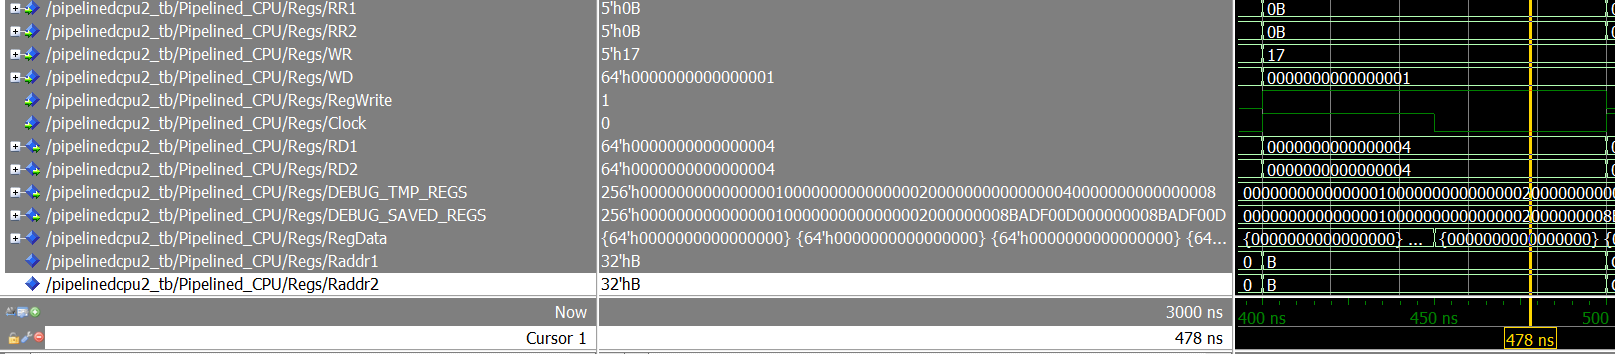 /pipelinedcpu2_tb/Pipelined_CPU/Regs/RR1 5'h0B 0B
/pipelinedcpu2_tb/Pipelined_CPU/Regs/RR2 5'h0B 0B
/pipelinedcpu2_tb/Pipelined_CPU/Regs/WR 5'h17 17
/pipelinedcpu2_tb/Pipelined_CPU/Regs/WD 64'h0000000000000001 0000000000000001
/pipelinedcpu2_tb/Pipelined_CPU/Regs/RegWrite 1
/pipelinedcpu2_tb/Pipelined_CPU/Regs/Clock 0
/pipelinedcpu2_tb/Pipelined_CPU/Regs/RD1 64'h0000000000000004 0000000000000004
/pipelinedcpu2_tb/Pipelined_CPU/Regs/RD2 64'h0000000000000004 0000000000000004
/pipelinedcpu2_tb/Pipelined_CPU/Regs/DEBUG_TMP_REGS 256'h0000000000000001000000000000000200000000000000040000000000000008
/pipelinedcpu2_tb/Pipelined_CPU/Regs/DEBUG_SAVED_REGS 256'h00000000000000010000000000000002000000008BADF00D000000008BADF00D
/pipelinedcpu2_tb/Pipelined_CPU/Regs/RegData {64'h0000000000000000} {64'h0000000000000000} {64'h0000000000000000} {64... {0000000000000000} ... {0000000000000000} {0
/pipelinedcpu2_tb/Pipelined_CPU/Regs/Raddr1 32'hB 0 B
/pipelinedcpu2_tb/Pipelined_CPU/Regs/Raddr2 32'hB 0 B
Now 3000 ns 400 ns 450 ns 500
Cursor 1 478 ns 478 ns